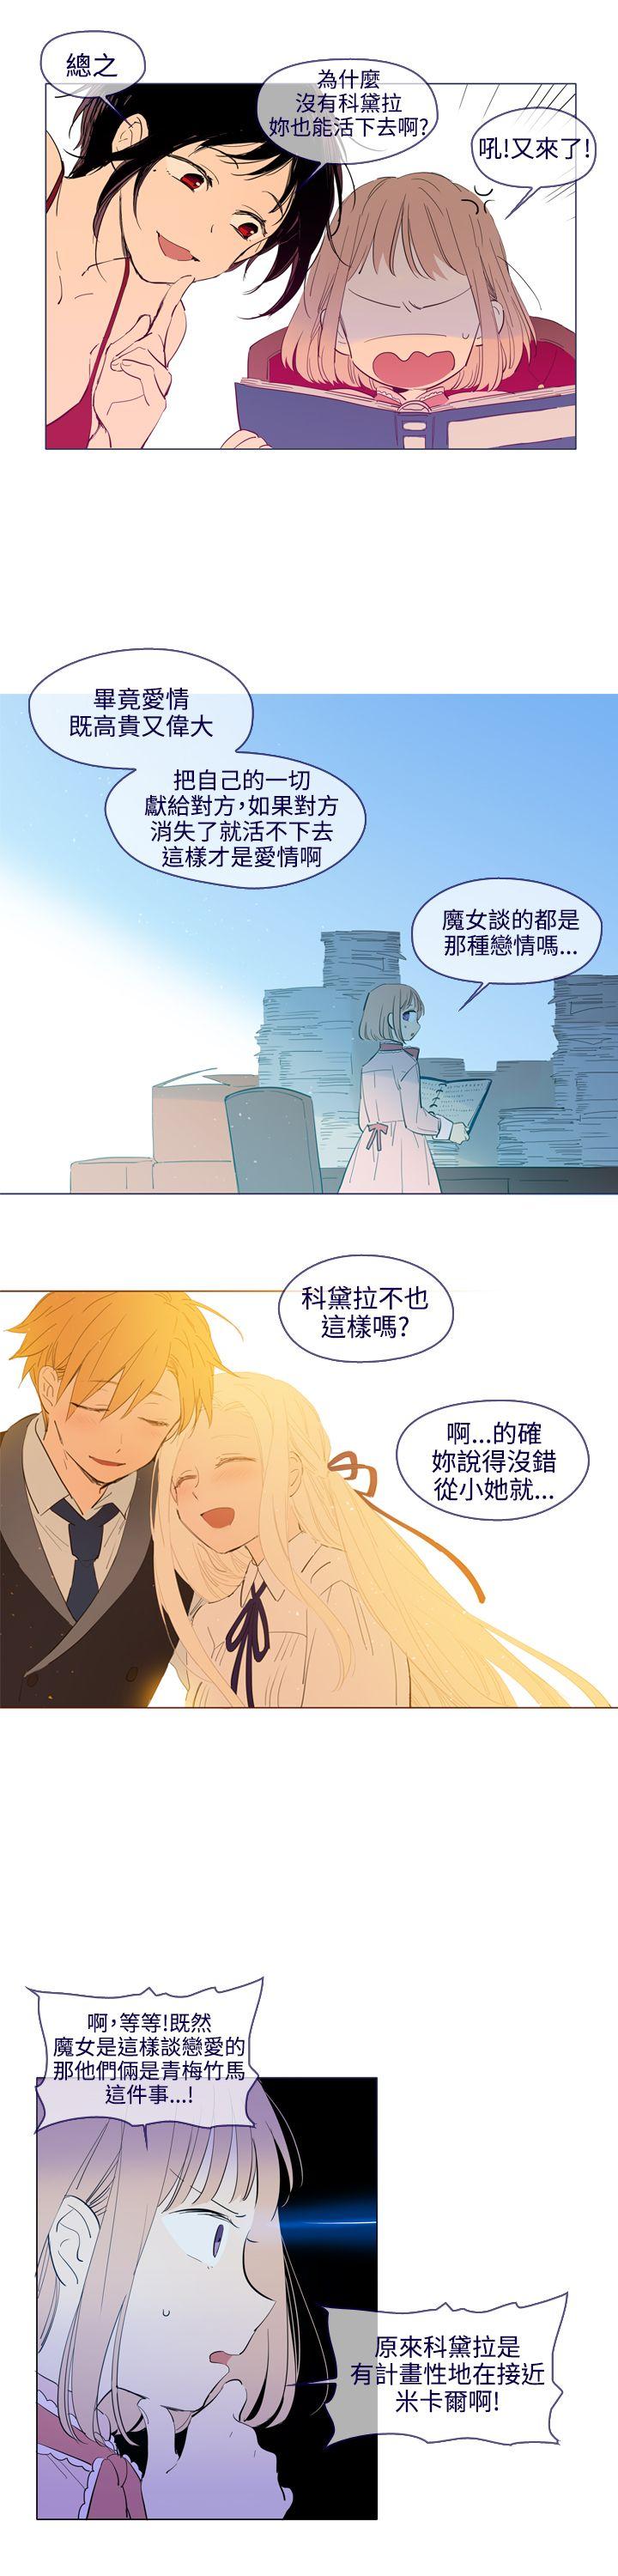 總之
為什麼
沒有科黛拉
妳也能活下去啊?
吼!又來了!
畢竟愛情
既高貴又偉大
把自己的一切
獻給對方,如果對方
消失了就活不下去
這樣才是愛情啊
魔女談的都是
那種戀情嗎...
科黛拉不也
這樣嗎?
啊...的確
妳說得沒錯
從小她就...
啊,等等!既然
魔女是這樣談戀愛的
那他們倆是青梅竹馬
這件事...!
原來科黛拉是
有計畫性地在接近
米卡爾啊!